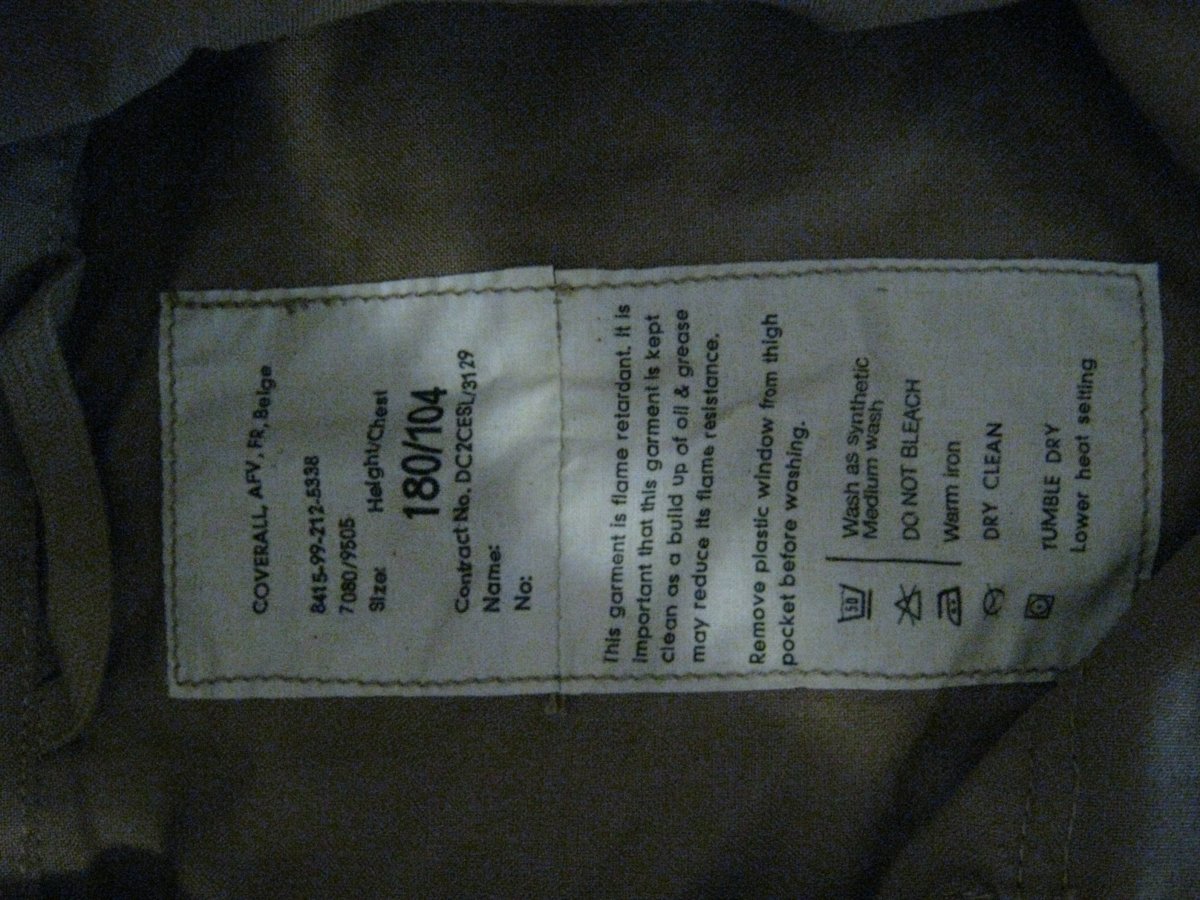 COVERALL, AFV, FR, Beige
8415-99-212-5338
7080/9505
Size: Height/Chest
180/104
Contract No. DC2CESL/3129
Name:
No:
This garment is flame retardant. It is
important that this garment is kept
clean as a build up of oil & grease
may reduce its flame resistance.
Remove plastic window from thigh
pocket before washing.
50 Wash as synthetic
Medium wash
DO NOT BLEACH
Warm iron
DRY CLEAN
TUMBLE DRY
Lower heat setting